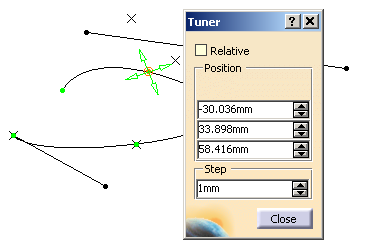 Tuner
Relative
Position
-30.036mm
33.898mm
58.416mm
Step
1mm
Close